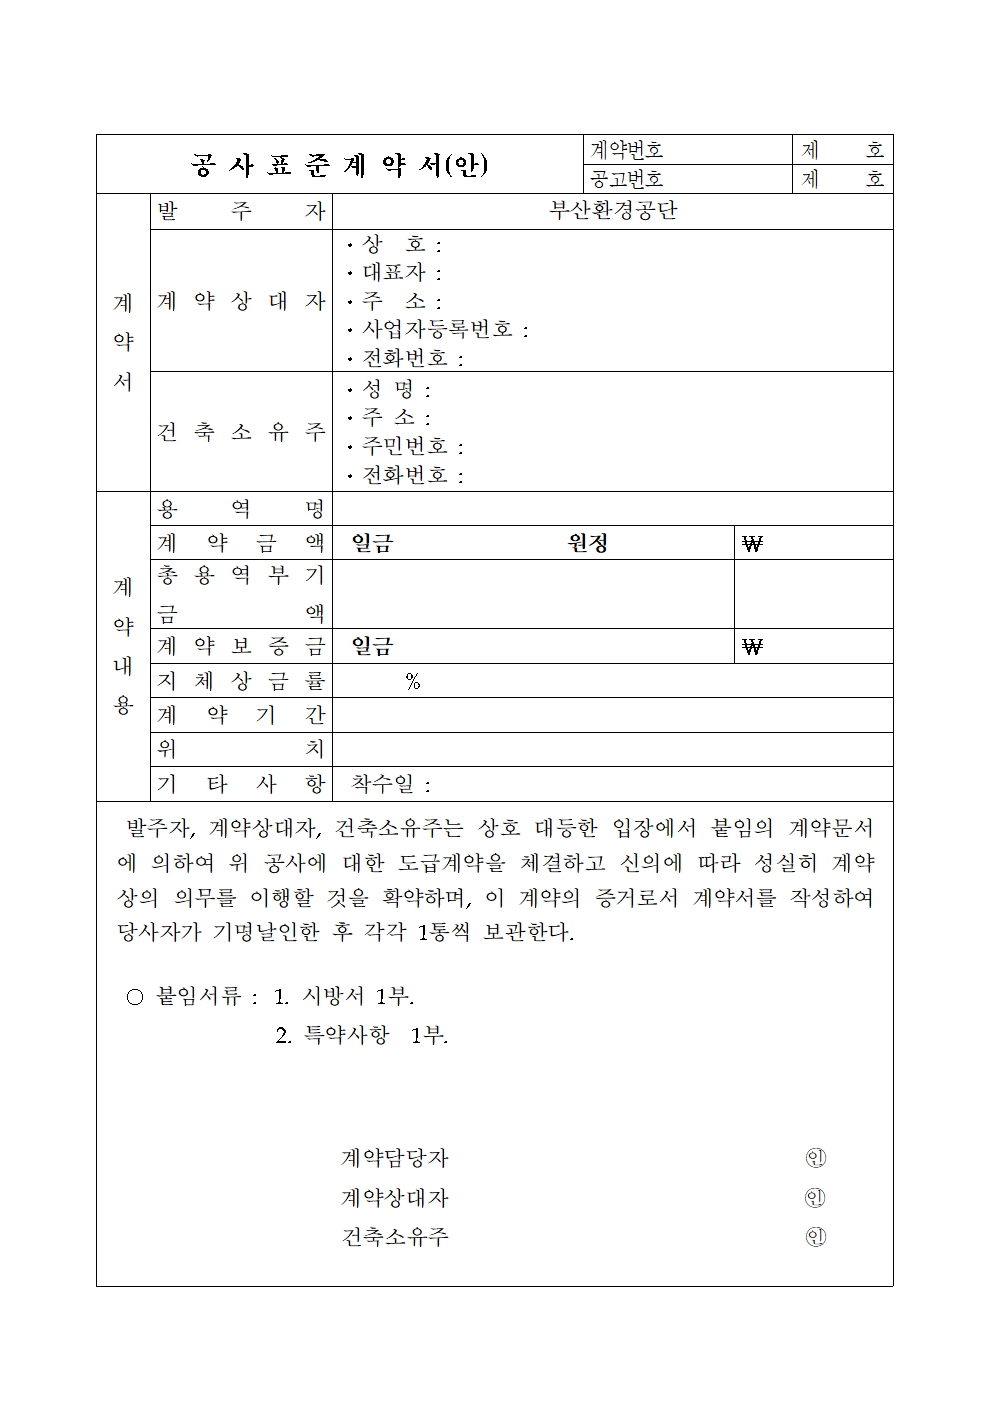 공 사 표 준 계 약 서(안)
계약번호 제 호
공고번호 제 호
계약서
발 주 자 부산환경공단
계 약 상 대 자
· 상 호 :
· 대표자 :
· 주 소 :
· 사업자등록번호 :
· 전화번호 :
건 축 소 유 주
· 성 명 :
· 주 소 :
· 주민번호 :
· 전화번호 :
계약내용
용 역 명
계 약 금 액 일금 원정 ₩
총 용 역 부 기
금 액
계 약 보 증 금 일금 ₩
지 체 상 금 률 %
계 약 기 간
위 치
기 타 사 항 착수일 :
발주자, 계약상대자, 건축소유주는 상호 대등한 입장에서 붙임의 계약문서
에 의하여 위 공사에 대한 도급계약을 체결하고 신의에 따라 성실히 계약
상의 의무를 이행할 것을 확약하며, 이 계약의 증거로서 계약서를 작성하여
당사자가 기명날인한 후 각각 1통씩 보관한다.
○ 붙임서류 : 1. 시방서 1부.
2. 특약사항 1부.
계약담당자 ㊞
계약상대자 ㊞
건축소유주 ㊞